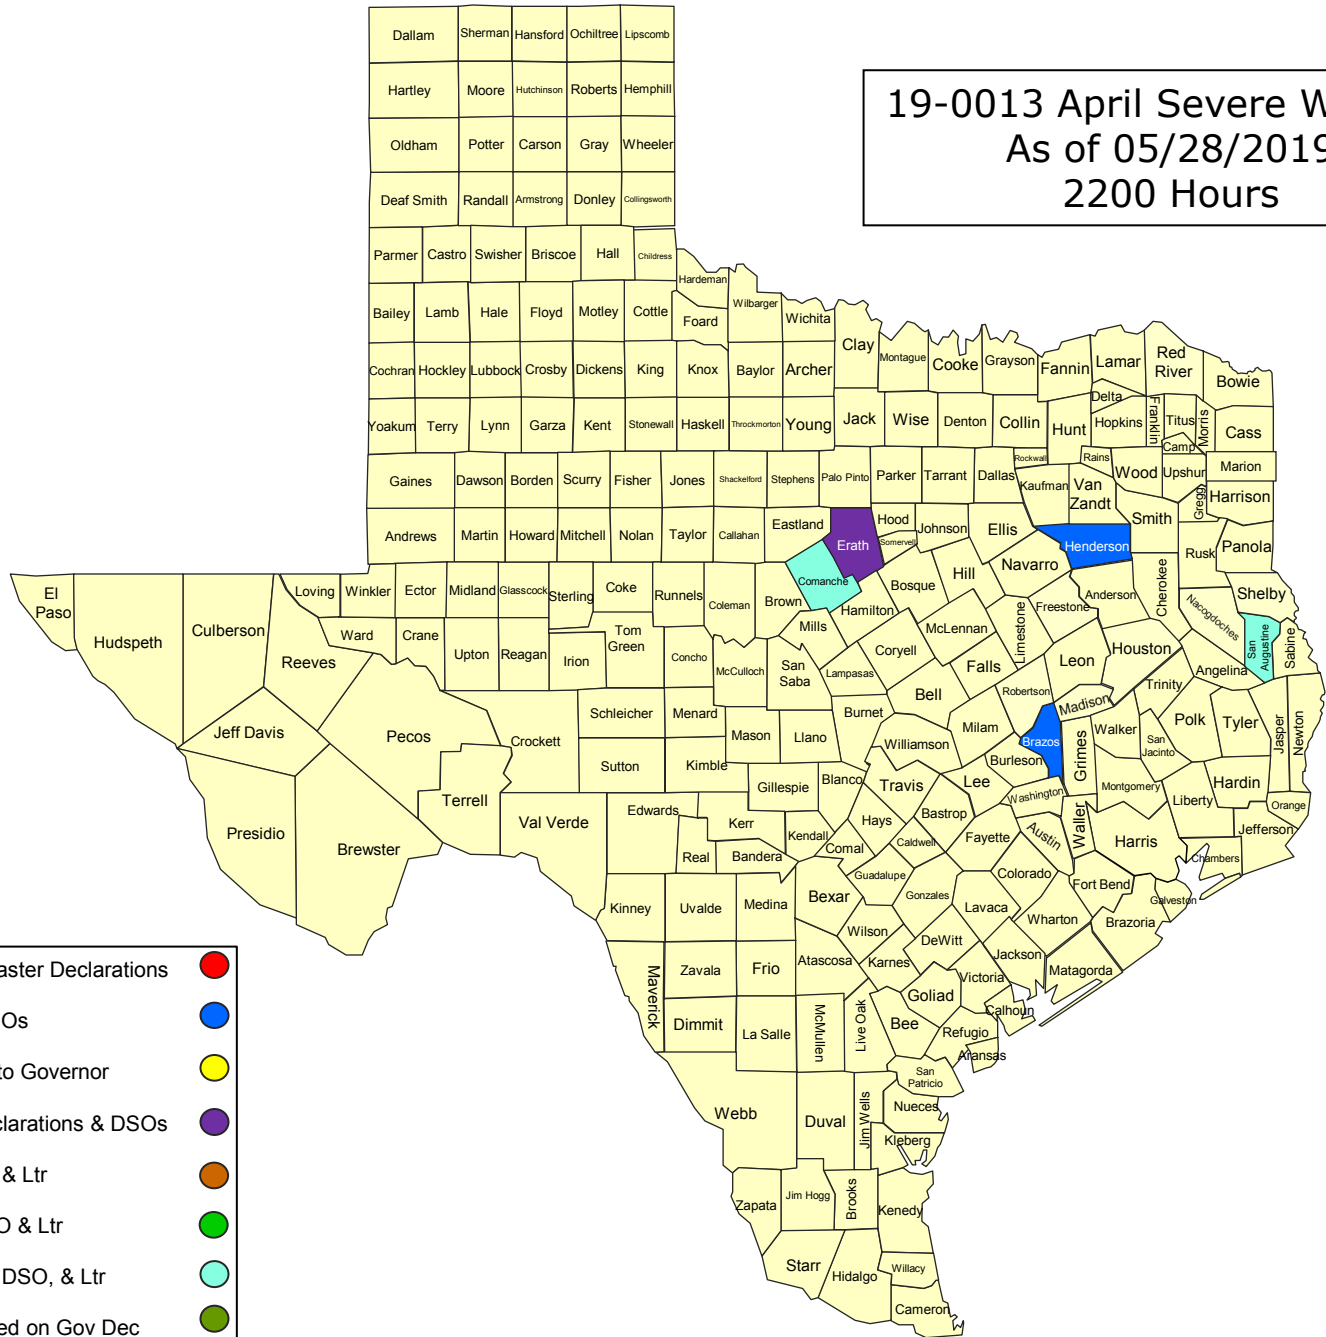 Dallam Sherman Hansford Ochiltree Lipscomb
Hartley Moore Hutchinson Roberts Hemphill
19-0013 April Severe W
As of 05/28/2019
2200 Hours
Oldham Potter Carson Gray Wheeler
Deaf Smith Randall Armstrong Donley Collingsworth
Parmer Castro Swisher Briscoe Hall Childress
Hardeman
Wilbarger
Bailey Lamb Hale Floyd Motley Cottle Foard Wichita
Clay Montague Cooke Grayson Fannin Lamar Red
River
Bowie
Cochran Hockley Lubbock Crosby Dickens King Knox Baylor Archer
Delta
Yoakum Terry Lynn Garza Kent Stonewall Haskell Throckmorton Young Jack Wise Denton Collin Hunt Hopkins Franklin Titus Morris Cass
Camp
Rockwall Rains
Gaines Dawson Borden Scurry Fisher Jones Shackelford Stephens Palo Pinto Parker Tarrant Dallas Kaufman Van
Zandt
Wood Upshur Marion
Gregg Harrison
Andrews Martin Howard Mitchell Nolan Taylor Callahan Eastland Erath Hood Somervell Johnson Ellis Henderson Smith Rusk Panola
El
Paso
Hudspeth Culberson Loving Winkler Ector Midland Glasscock Sterling Coke Runnels Coleman Brown Comanche Hamilton Bosque Hill Navarro Freestone Anderson Cherokee Nacogdoches Shelby
Ward Crane Upton Reagan Irion Tom
Green
Concho McCulloch San
Saba
Mills Lampasas Coryell McLennan Limestone Falls Leon Houston Angelina San
Augustine
Sabine
Reeves Jeff Davis Pecos Crockett Schleicher Menard Mason Llano Burnet Bell Milam Robertson Madison Trinity Walker San
Jacinto
Polk Tyler Jasper Newton
Sutton Kimble Gillespie Blanco Williamson Travis Lee Burleson Brazos Grimes Washington Montgomery Liberty Hardin Orange
Terrell Val Verde Edwards Kerr Kendall Hays Bastrop Caldwell Fayette Austin Waller Harris Jefferson Chambers
Presidio Brewster Real Bandera Comal Guadalupe Gonzales Colorado Fort Bend Galveston
Kinney Uvalde Medina Bexar Wilson Lavaca Wharton Brazoria
Maverick Zavala Frio Atascosa Karnes DeWitt Jackson Matagorda
Victoria Goliad Calhoun
Dimmit La Salle McMullen Live Oak Bee Refugio Aransas
San
Patricio
Webb Duval Jim Wells Nueces Kleberg
Zapata Jim Hogg Brooks Kenedy
Starr Hidalgo Willacy
Cameron
aster Declarations
Os
to Governor
clarations & DSOs
& Ltr
O & Ltr
DSO, & Ltr
ed on Gov Dec